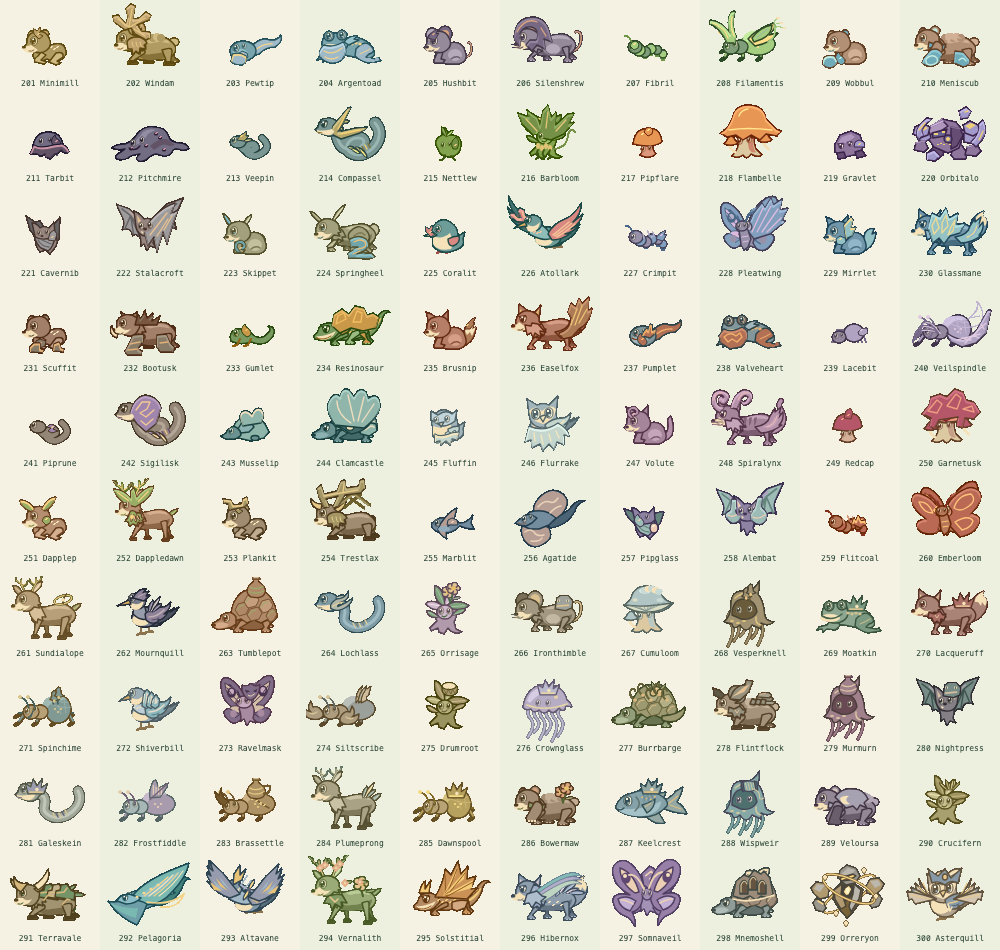 201 Minimill 202 Windam 203 Pewtip 204 Argentoad 205 Hushbit 206 Silenshrew 207 Fibril 208 Filamentis 209 Wobbul 210 Meniscub
211 Tarbit 212 Pitchmire 213 Veepin 214 Compassel 215 Nettlew 216 Barbloom 217 Pipflare 218 Flambelle 219 Gravlet 220 Orbitalo
221 Cavernib 222 Stalacroft 223 Skippet 224 Springheel 225 Coralit 226 Atollark 227 Crimpit 228 Pleatwing 229 Mirrlet 230 Glassmane
231 Scuffit 232 Bootusk 233 Gumlet 234 Resinosaur 235 Brusnip 236 Easelfox 237 Pumplet 238 Valveheart 239 Lacebit 240 Veilspindle
241 Piprune 242 Sigilisk 243 Musselip 244 Clamcastle 245 Fluffin 246 Flurrake 247 Volute 248 Spiralynx 249 Redcap 250 Garnetusk
251 Dapplep 252 Dappledawn 253 Plankit 254 Trestlax 255 Marblit 256 Agatide 257 Pipglass 258 Alembat 259 Flitcoal 260 Emberloom
261 Sundialope 262 Mournquill 263 Tumblepot 264 Lochlass 265 Orrisage 266 Ironthimble 267 Cumuloom 268 Vesperknell 269 Moatkin 270 Lacqueruff
271 Spinchime 272 Shiverbill 273 Ravelmask 274 Siltscribe 275 Drumroot 276 Crownglass 277 Burrbarge 278 Flintflock 279 Murmurn 280 Nightpress
281 Galeskein 282 Frostfiddle 283 Brassettle 284 Plumeprong 285 Dawnspool 286 Bowermaw 287 Keelcrest 288 Wispweir 289 Veloursa 290 Crucifern
291 Terravale 292 Pelagoria 293 Altavane 294 Vernalith 295 Solstitial 296 Hibernox 297 Somnaveil 298 Mnemoshell 299 Orreryon 300 Asterquill